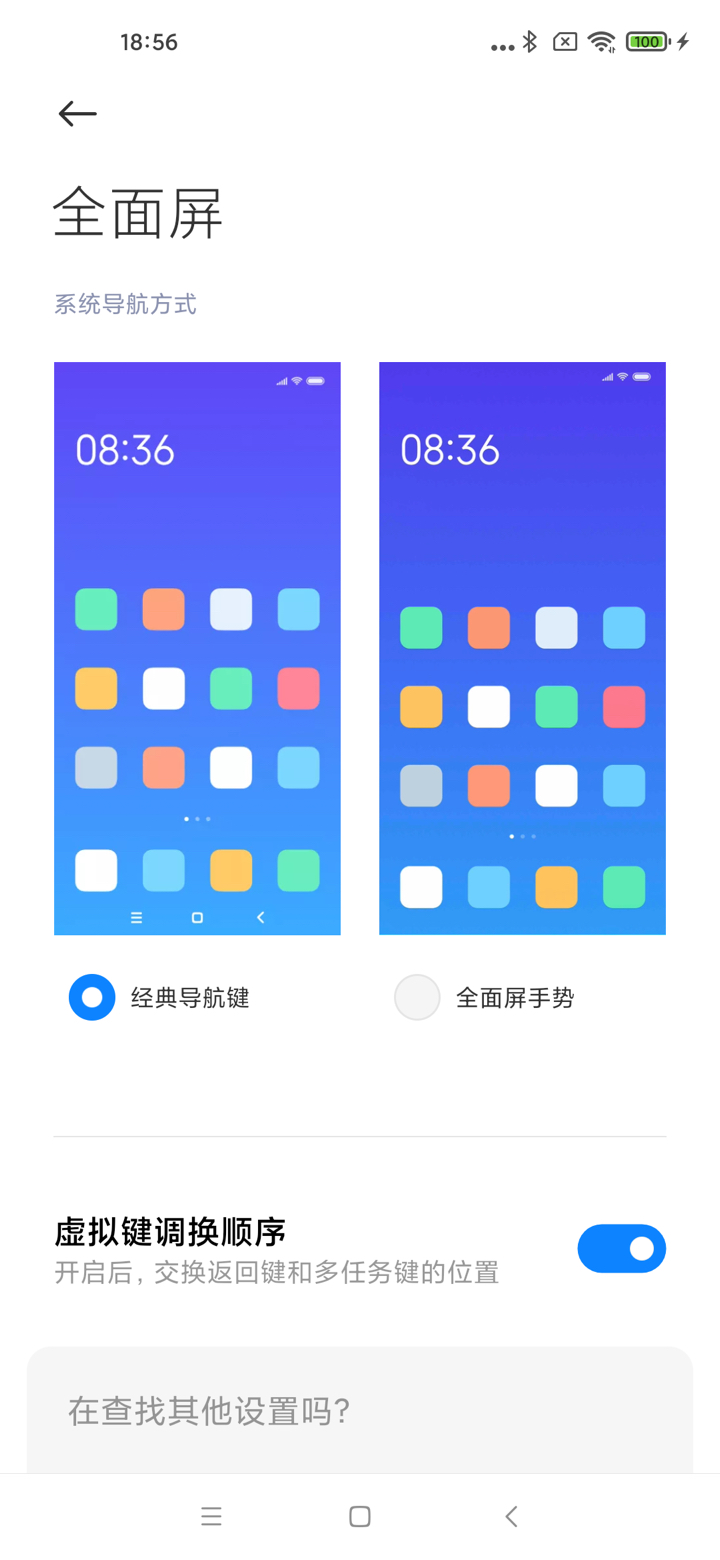 18:56
100
全面屏
系统导航方式
08:36
08:36
经典导航键
全面屏手势
虚拟键调换顺序
开启后, 交换返回键和多任务键的位置
在查找其他设置吗?